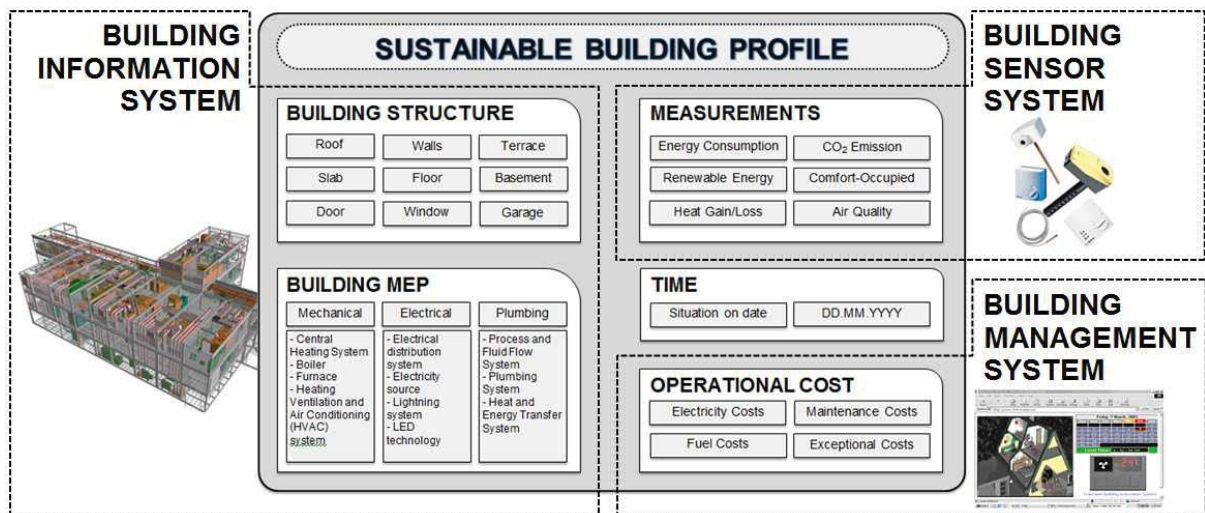 BUILDING
INFORMATION
SYSTEM
SUSTAINABLE BUILDING PROFILE
BUILDING
SENSOR
SYSTEM
BUILDING STRUCTURE
Roof Walls Terrace
Slab Floor Basement
Door Window Garage
MEASUREMENTS
Energy Consumption CO₂ Emission
Renewable Energy Comfort-Occupied
Heat Gain/Loss Air Quality
BUILDING MEP
Mechanical Electrical Plumbing
- Central
Heating System
- Boiler
- Furnace
- Heating
Ventilation and
Air Conditioning
(HVAC)
system
- Electrical
distribution
system
- Electricity
source
- Lightning
system
- LED
technology
- Process and
Fluid Flow
System
- Plumbing
System
- Heat and
Energy Transfer
System
TIME
Situation on date DD.MM.YYYY
BUILDING
MANAGEMENT
SYSTEM
OPERATIONAL COST
Electricity Costs Maintenance Costs
Fuel Costs Exceptional Costs